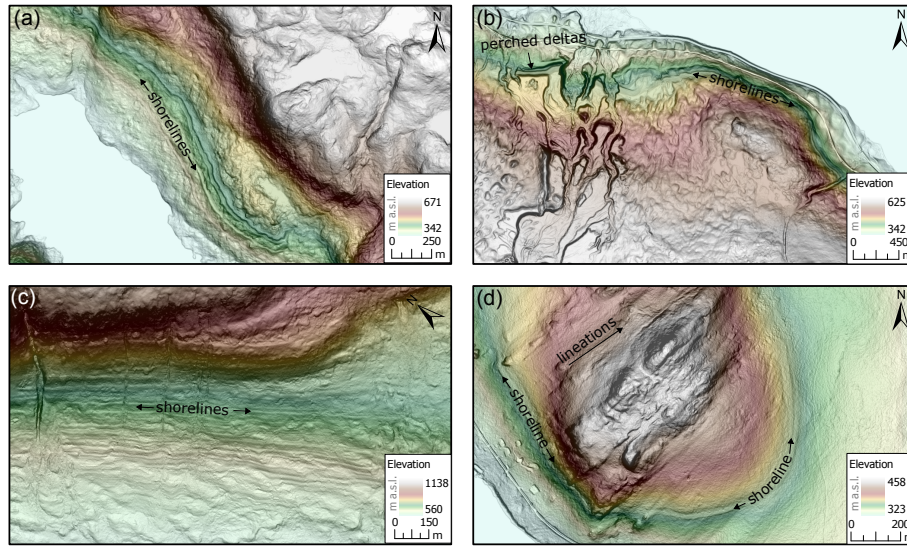 (a)
N
shorelines
Elevation
m a.s.l.
671
342
0 250
m
(b)
N
perched deltas
shorelines
Elevation
m a.s.l.
625
342
0 450
m
(c)
N
shorelines
Elevation
m a.s.l.
1138
560
0 150
m
(d)
N
lineations
shoreline
shoreline
Elevation
m a.s.l.
458
323
0 200
m